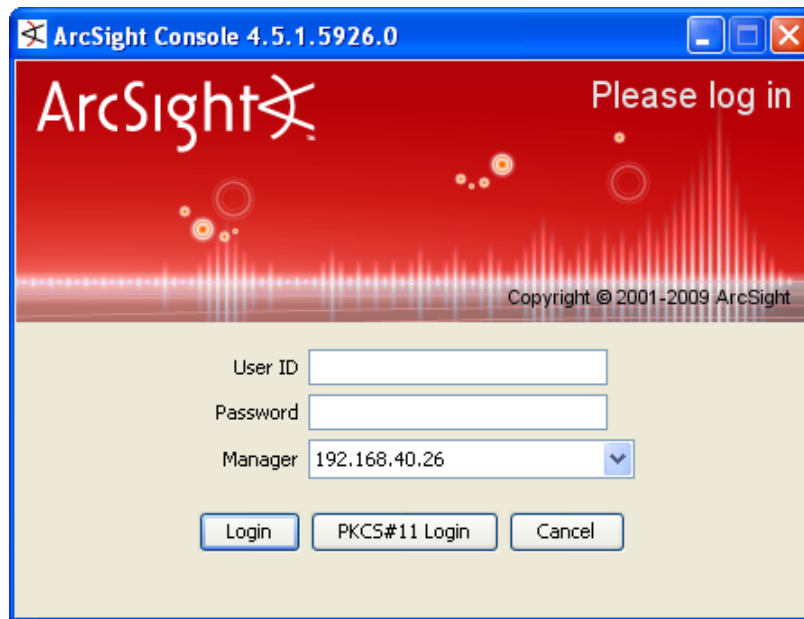 ArcSight Console 4.5.1.5926.0
ArcSight
Please log in
Copyright © 2001-2009 ArcSight
User ID
Password
Manager 192.168.40.26
Login PKCS#11 Login Cancel